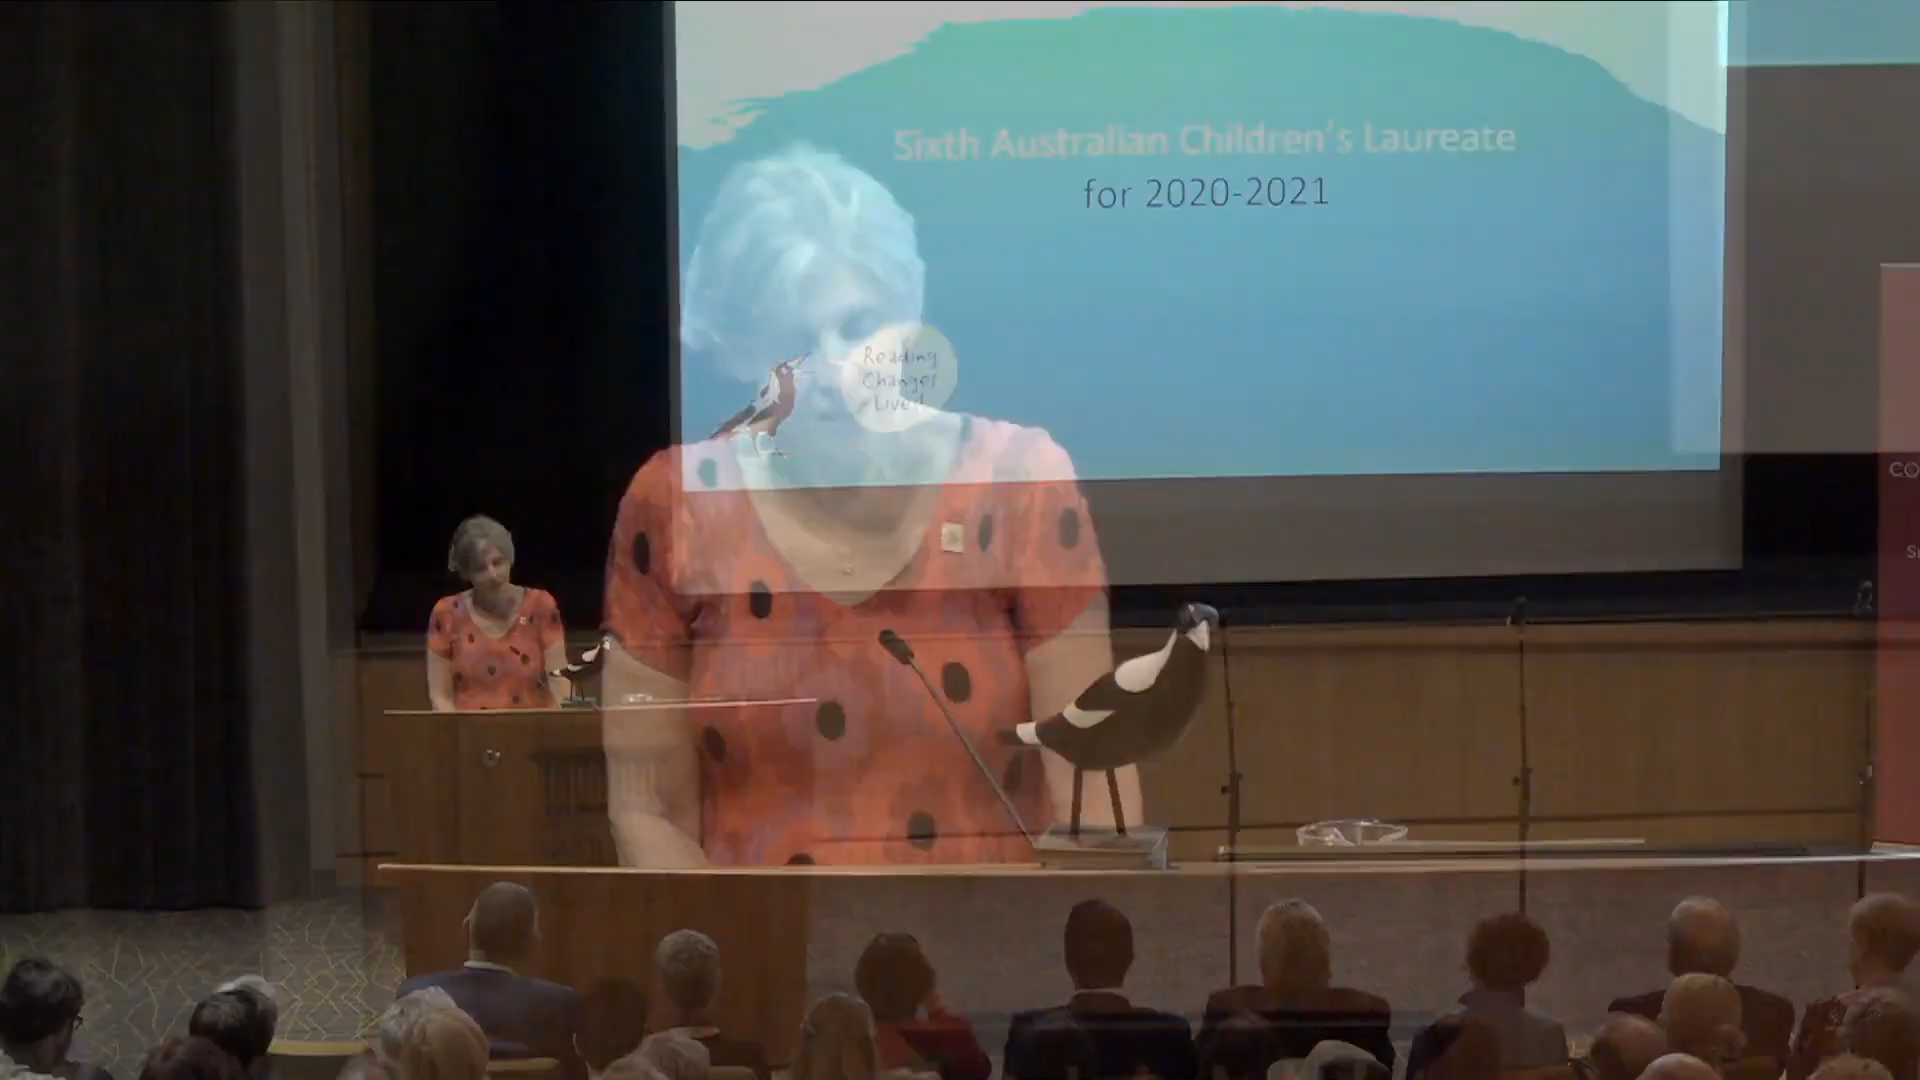 Sixth Australian Children's Laureate
for 2020-2021
Reading
Changes
Lives